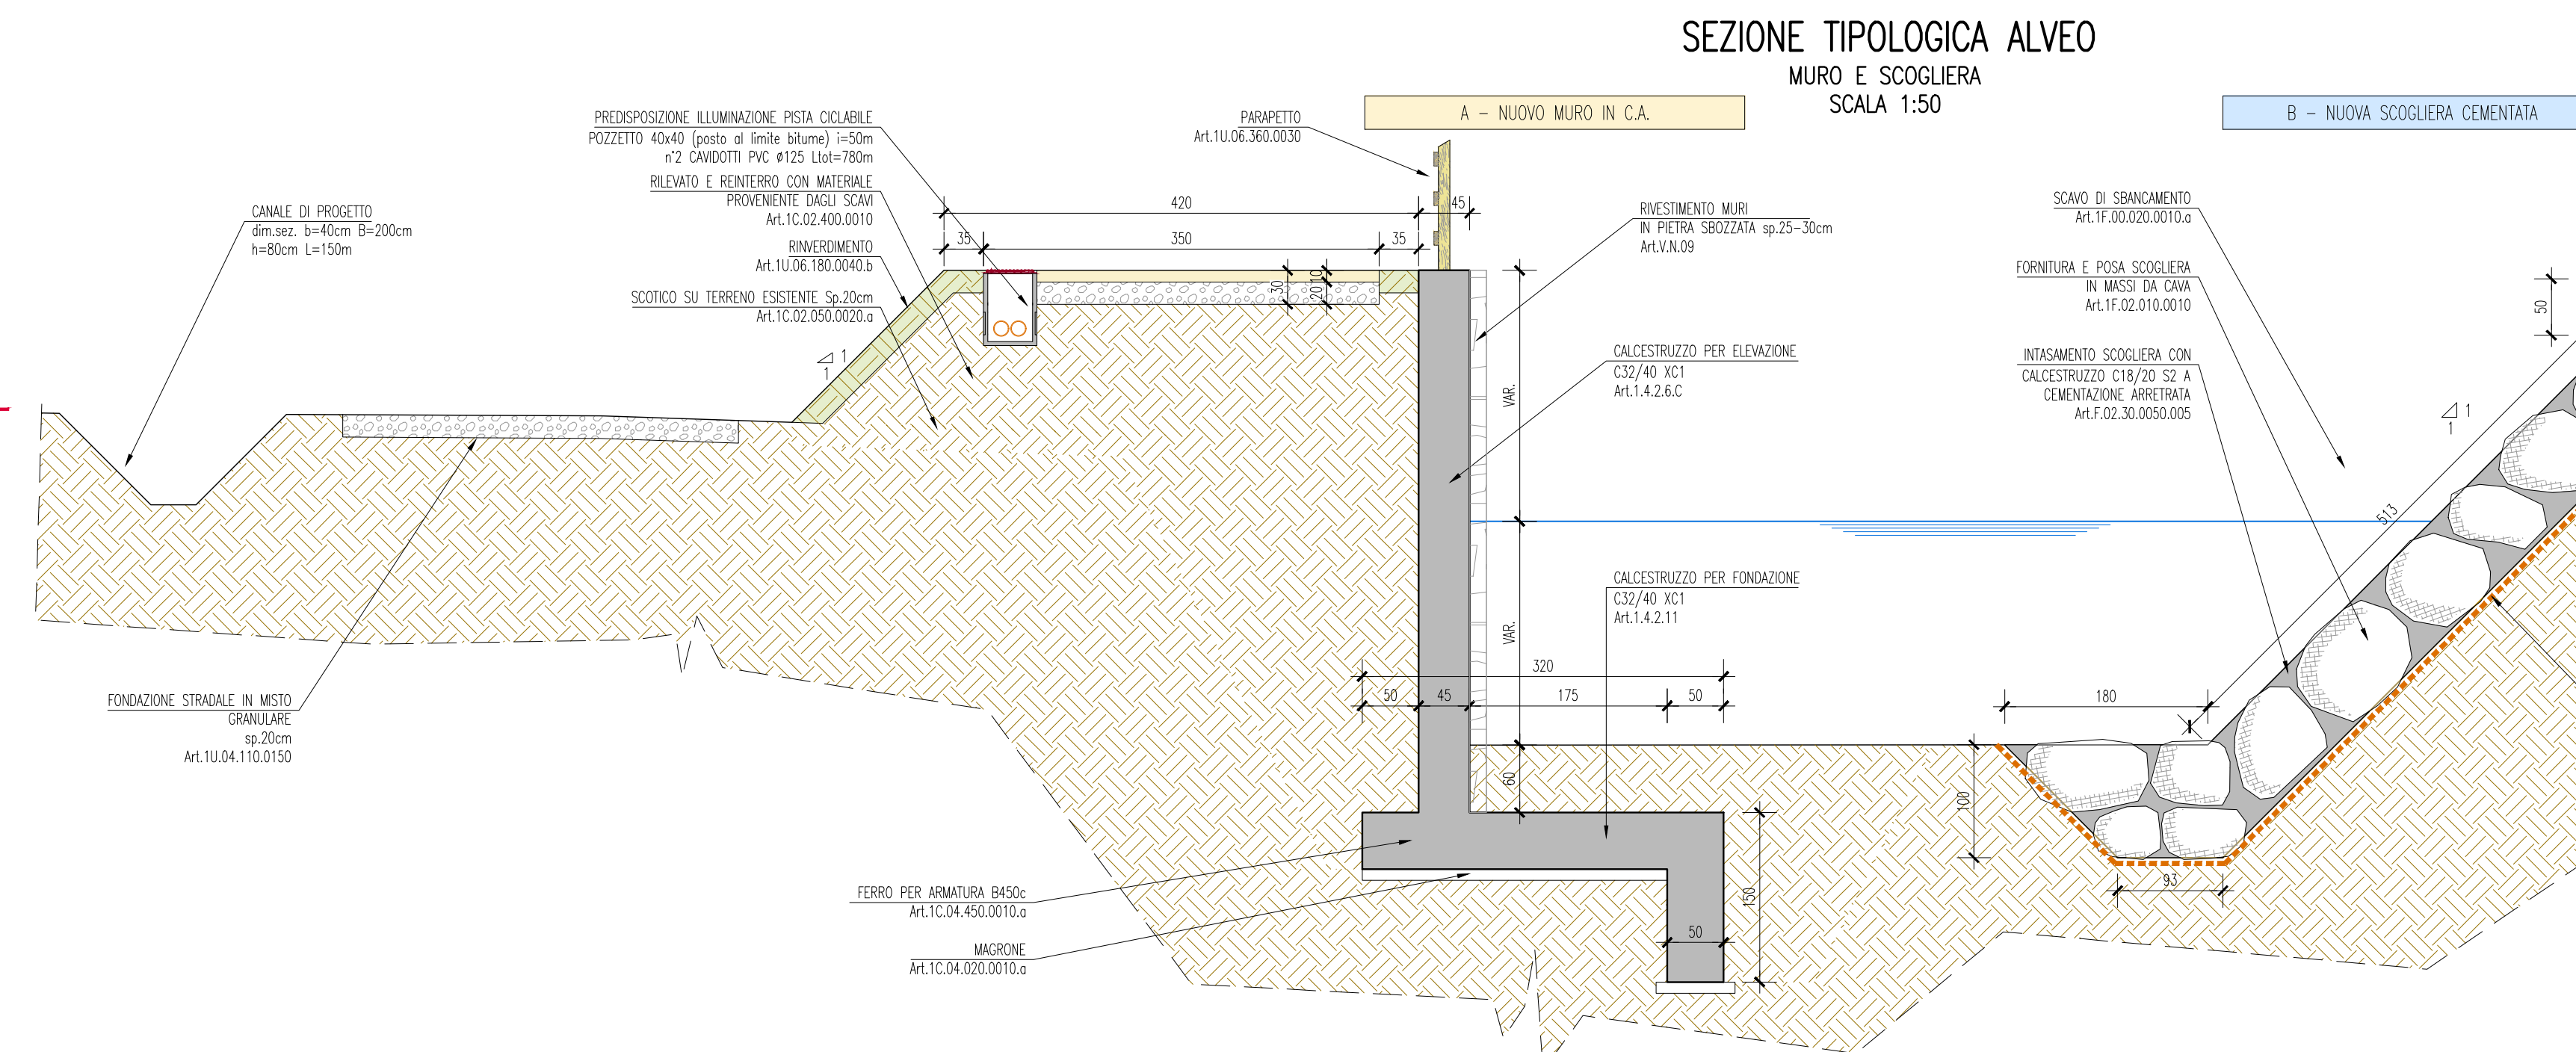 SEZIONE TIPOLOGICA ALVEO
MURO E SCOGLIERA
SCALA 1:50
A – NUOVO MURO IN C.A.
B – NUOVA SCOGLIERA CEMENTATA
PREDISPOSIZIONE ILLUMINAZIONE PISTA CICLABILE
POZZETTO 40x40 (posto al limite bitume) i=50m
n°2 CAVIDOTTI PVC ø125 Ltot=780m
RILEVATO E REINTERRO CON MATERIALE
PROVENIENTE DAGLI SCAVI
Art.1C.02.400.0010
RINVERDIMENTO
Art.1U.06.180.0040.b
SCOTICO SU TERRENO ESISTENTE Sp.20cm
Art.1C.02.050.0020.a
CANALE DI PROGETTO
dim.sez. b=40cm B=200cm
h=80cm L=150m
PARAPETTO
Art.1U.06.360.0030
420
45
35
350
35
30
10
20
1
1
RIVESTIMENTO MURI
IN PIETRA SBOZZATA sp.25-30cm
Art.V.N.09
CALCESTRUZZO PER ELEVAZIONE
C32/40 XC1
Art.1.4.2.6.C
VAR.
VAR.
CALCESTRUZZO PER FONDAZIONE
C32/40 XC1
Art.1.4.2.11
320
50
45
175
50
60
150
50
FONDAZIONE STRADALE IN MISTO
GRANULARE
sp.20cm
Art.1U.04.110.0150
FERRO PER ARMATURA B450c
Art.1C.04.450.0010.a
MAGRONE
Art.1C.04.020.0010.a
SCAVO DI SBANCAMENTO
Art.1F.00.020.0010.a
FORNITURA E POSA SCOGLIERA
IN MASSI DA CAVA
Art.1F.02.010.0010
INTASAMENTO SCOGLIERA CON
CALCESTRUZZO C18/20 S2 A
CEMENTAZIONE ARRETRATA
Art.F.02.30.0050.005
50
1
1
513
180
100
93